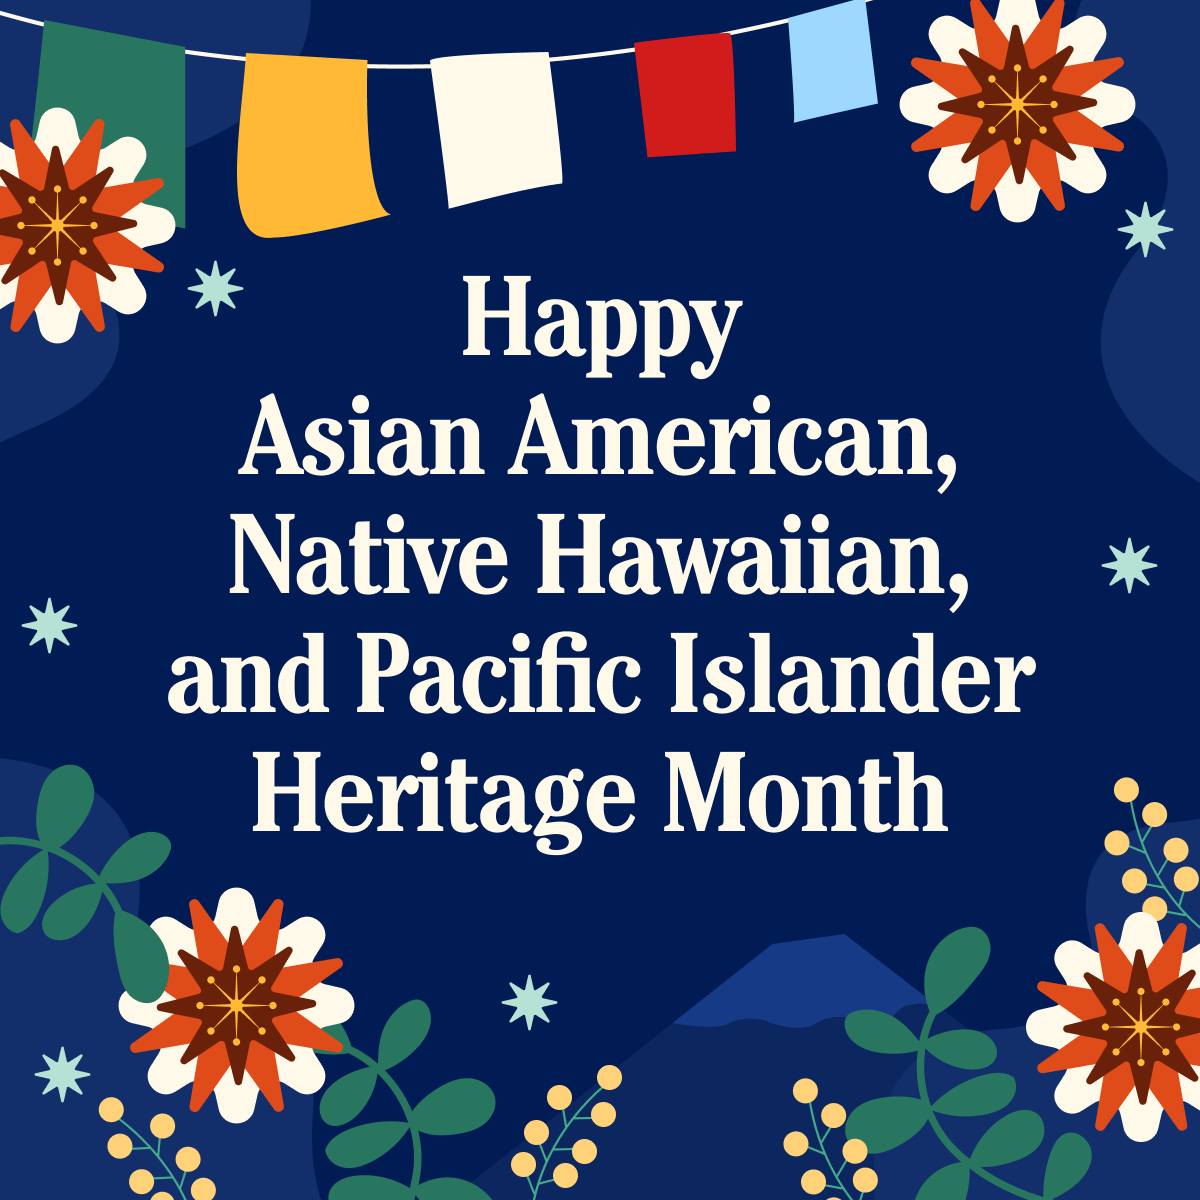 Happy
Asian American,
Native Hawaiian,
and Pacific Islander
Heritage Month